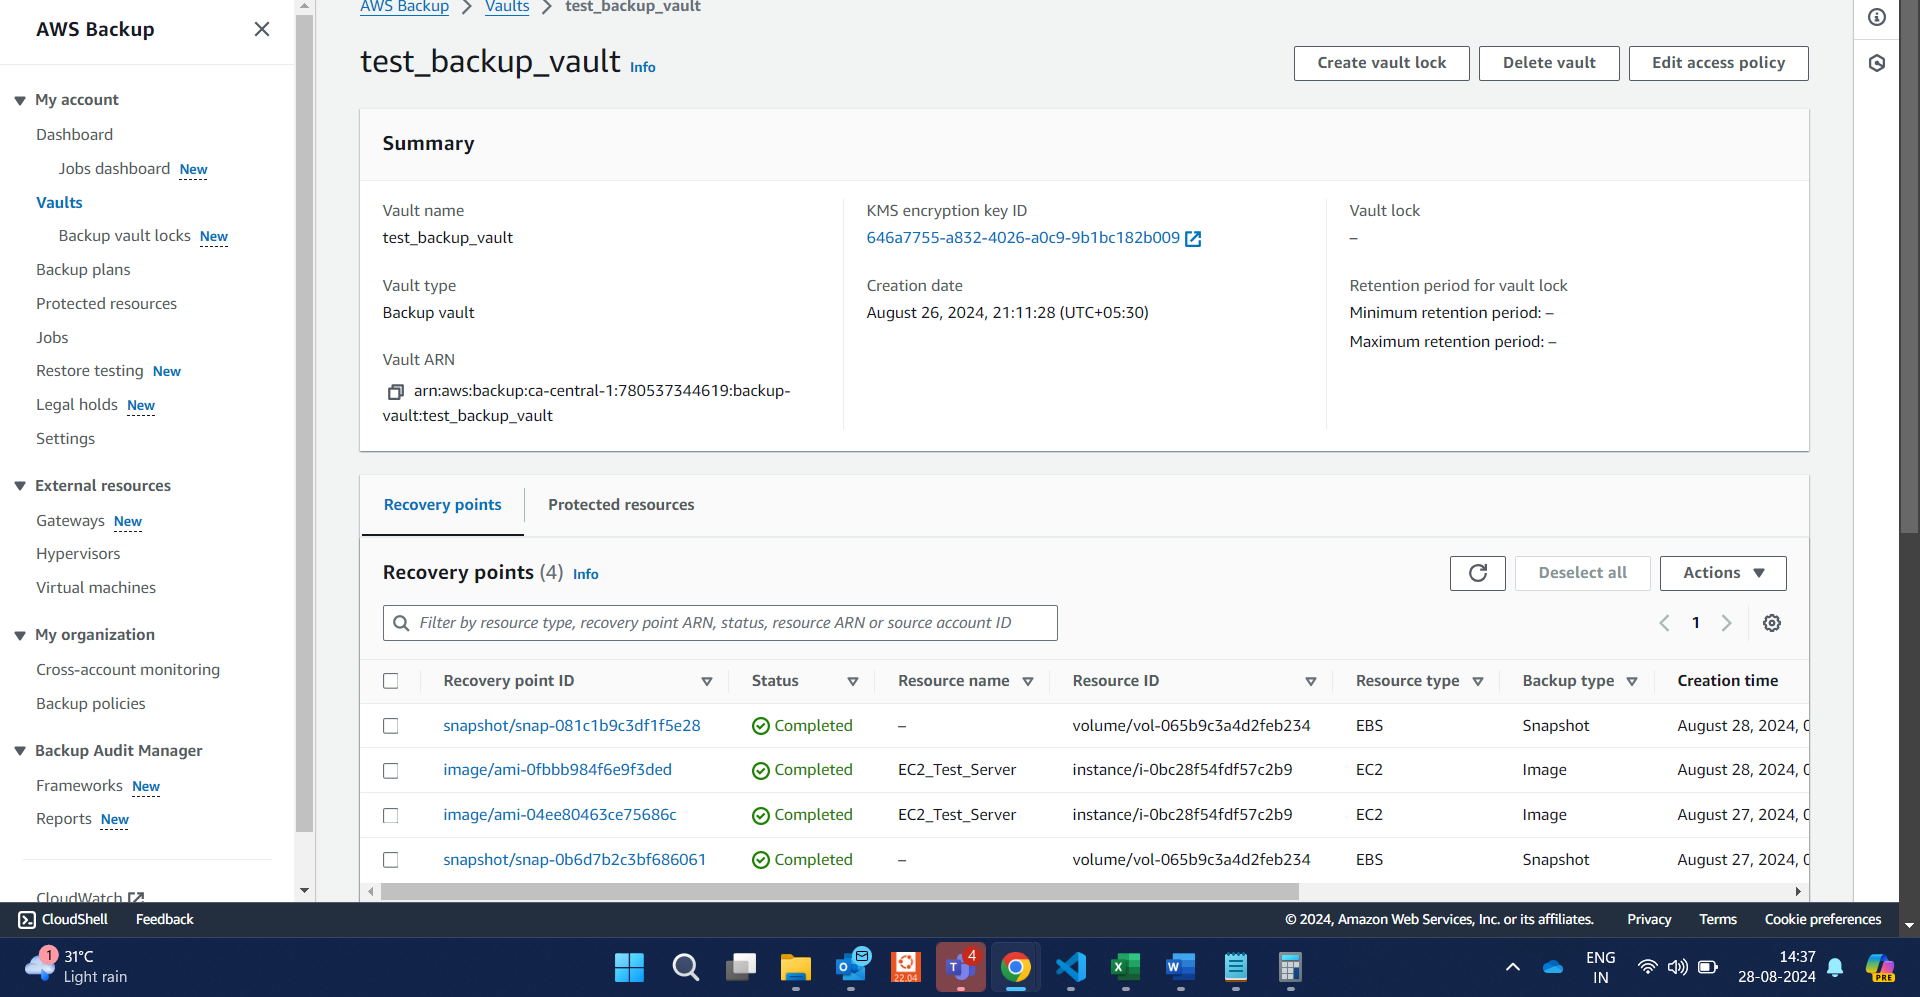 AWS Backup
My account
Dashboard
Jobs dashboard New
Vaults
Backup vault locks New
Backup plans
Protected resources
Jobs
Restore testing New
Legal holds New
Settings
External resources
Gateways New
Hypervisors
Virtual machines
My organization
Cross-account monitoring
Backup policies
Backup Audit Manager
Frameworks New
Reports New
CloudWatch
AWS Backup > Vaults > test_backup_vault
test_backup_vault Info
Create vault lock Delete vault Edit access policy
Summary
Vault name
test_backup_vault
Vault type
Backup vault
Vault ARN
arn:aws:backup:ca-central-1:780537344619:backup-
vault:test_backup_vault
KMS encryption key ID
646a7755-a832-4026-a0c9-9b1bc182b009
Creation date
August 26, 2024, 21:11:28 (UTC+05:30)
Vault lock
–
Retention period for vault lock
Minimum retention period: –
Maximum retention period: –
Recovery points Protected resources
Recovery points (4) Info
Deselect all Actions
Filter by resource type, recovery point ARN, status, resource ARN or source account ID
1
Recovery point ID Status Resource name Resource ID Resource type Backup type Creation time
snapshot/snap-081c1b9c3df1f5e28 Completed – volume/vol-065b9c3a4d2feb234 EBS Snapshot August 28, 2024, 0
image/ami-0fbbb984f6e9f3ded Completed EC2_Test_Server instance/i-0bc28f54fdf57c2b9 EC2 Image August 28, 2024, 0
image/ami-04ee80463ce75686c Completed EC2_Test_Server instance/i-0bc28f54fdf57c2b9 EC2 Image August 27, 2024, 0
snapshot/snap-0b6d7b2c3bf686061 Completed – volume/vol-065b9c3a4d2feb234 EBS Snapshot August 27, 2024, 0
CloudShell Feedback © 2024, Amazon Web Services, Inc. or its affiliates. Privacy Terms Cookie preferences
1
31°C
Light rain
22.04
4
ENG
IN
14:37
28-08-2024
PRE